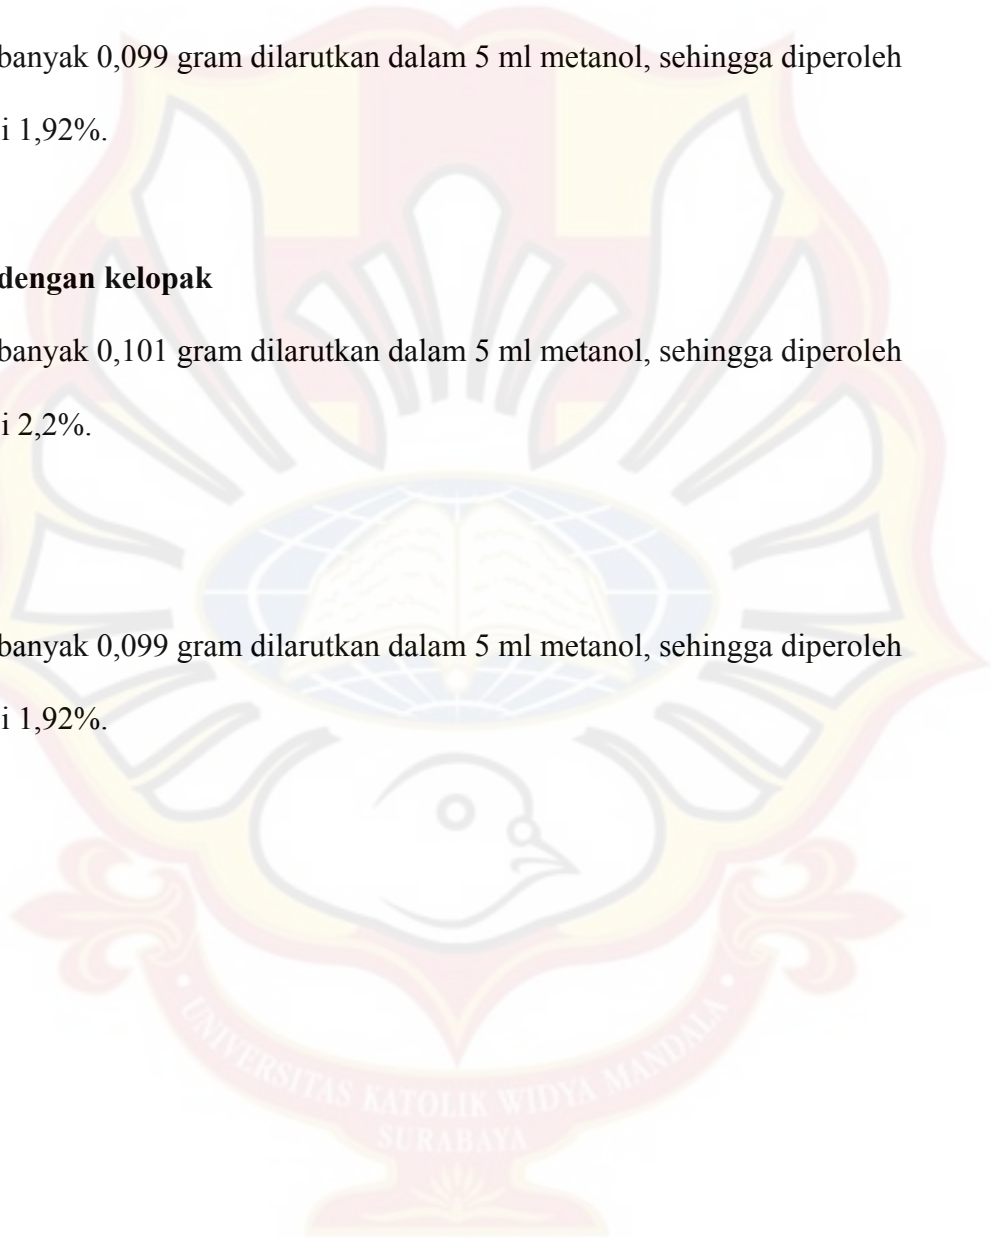 banyak 0,099 gram dilarutkan dalam 5 ml metanol, sehingga diperoleh
i 1,92%.
dengan kelopak
banyak 0,101 gram dilarutkan dalam 5 ml metanol, sehingga diperoleh
i 2,2%.
banyak 0,099 gram dilarutkan dalam 5 ml metanol, sehingga diperoleh
i 1,92%.
• UNIVERSITAS KATOLIK WIDYA MANDALA •
SURABAYA